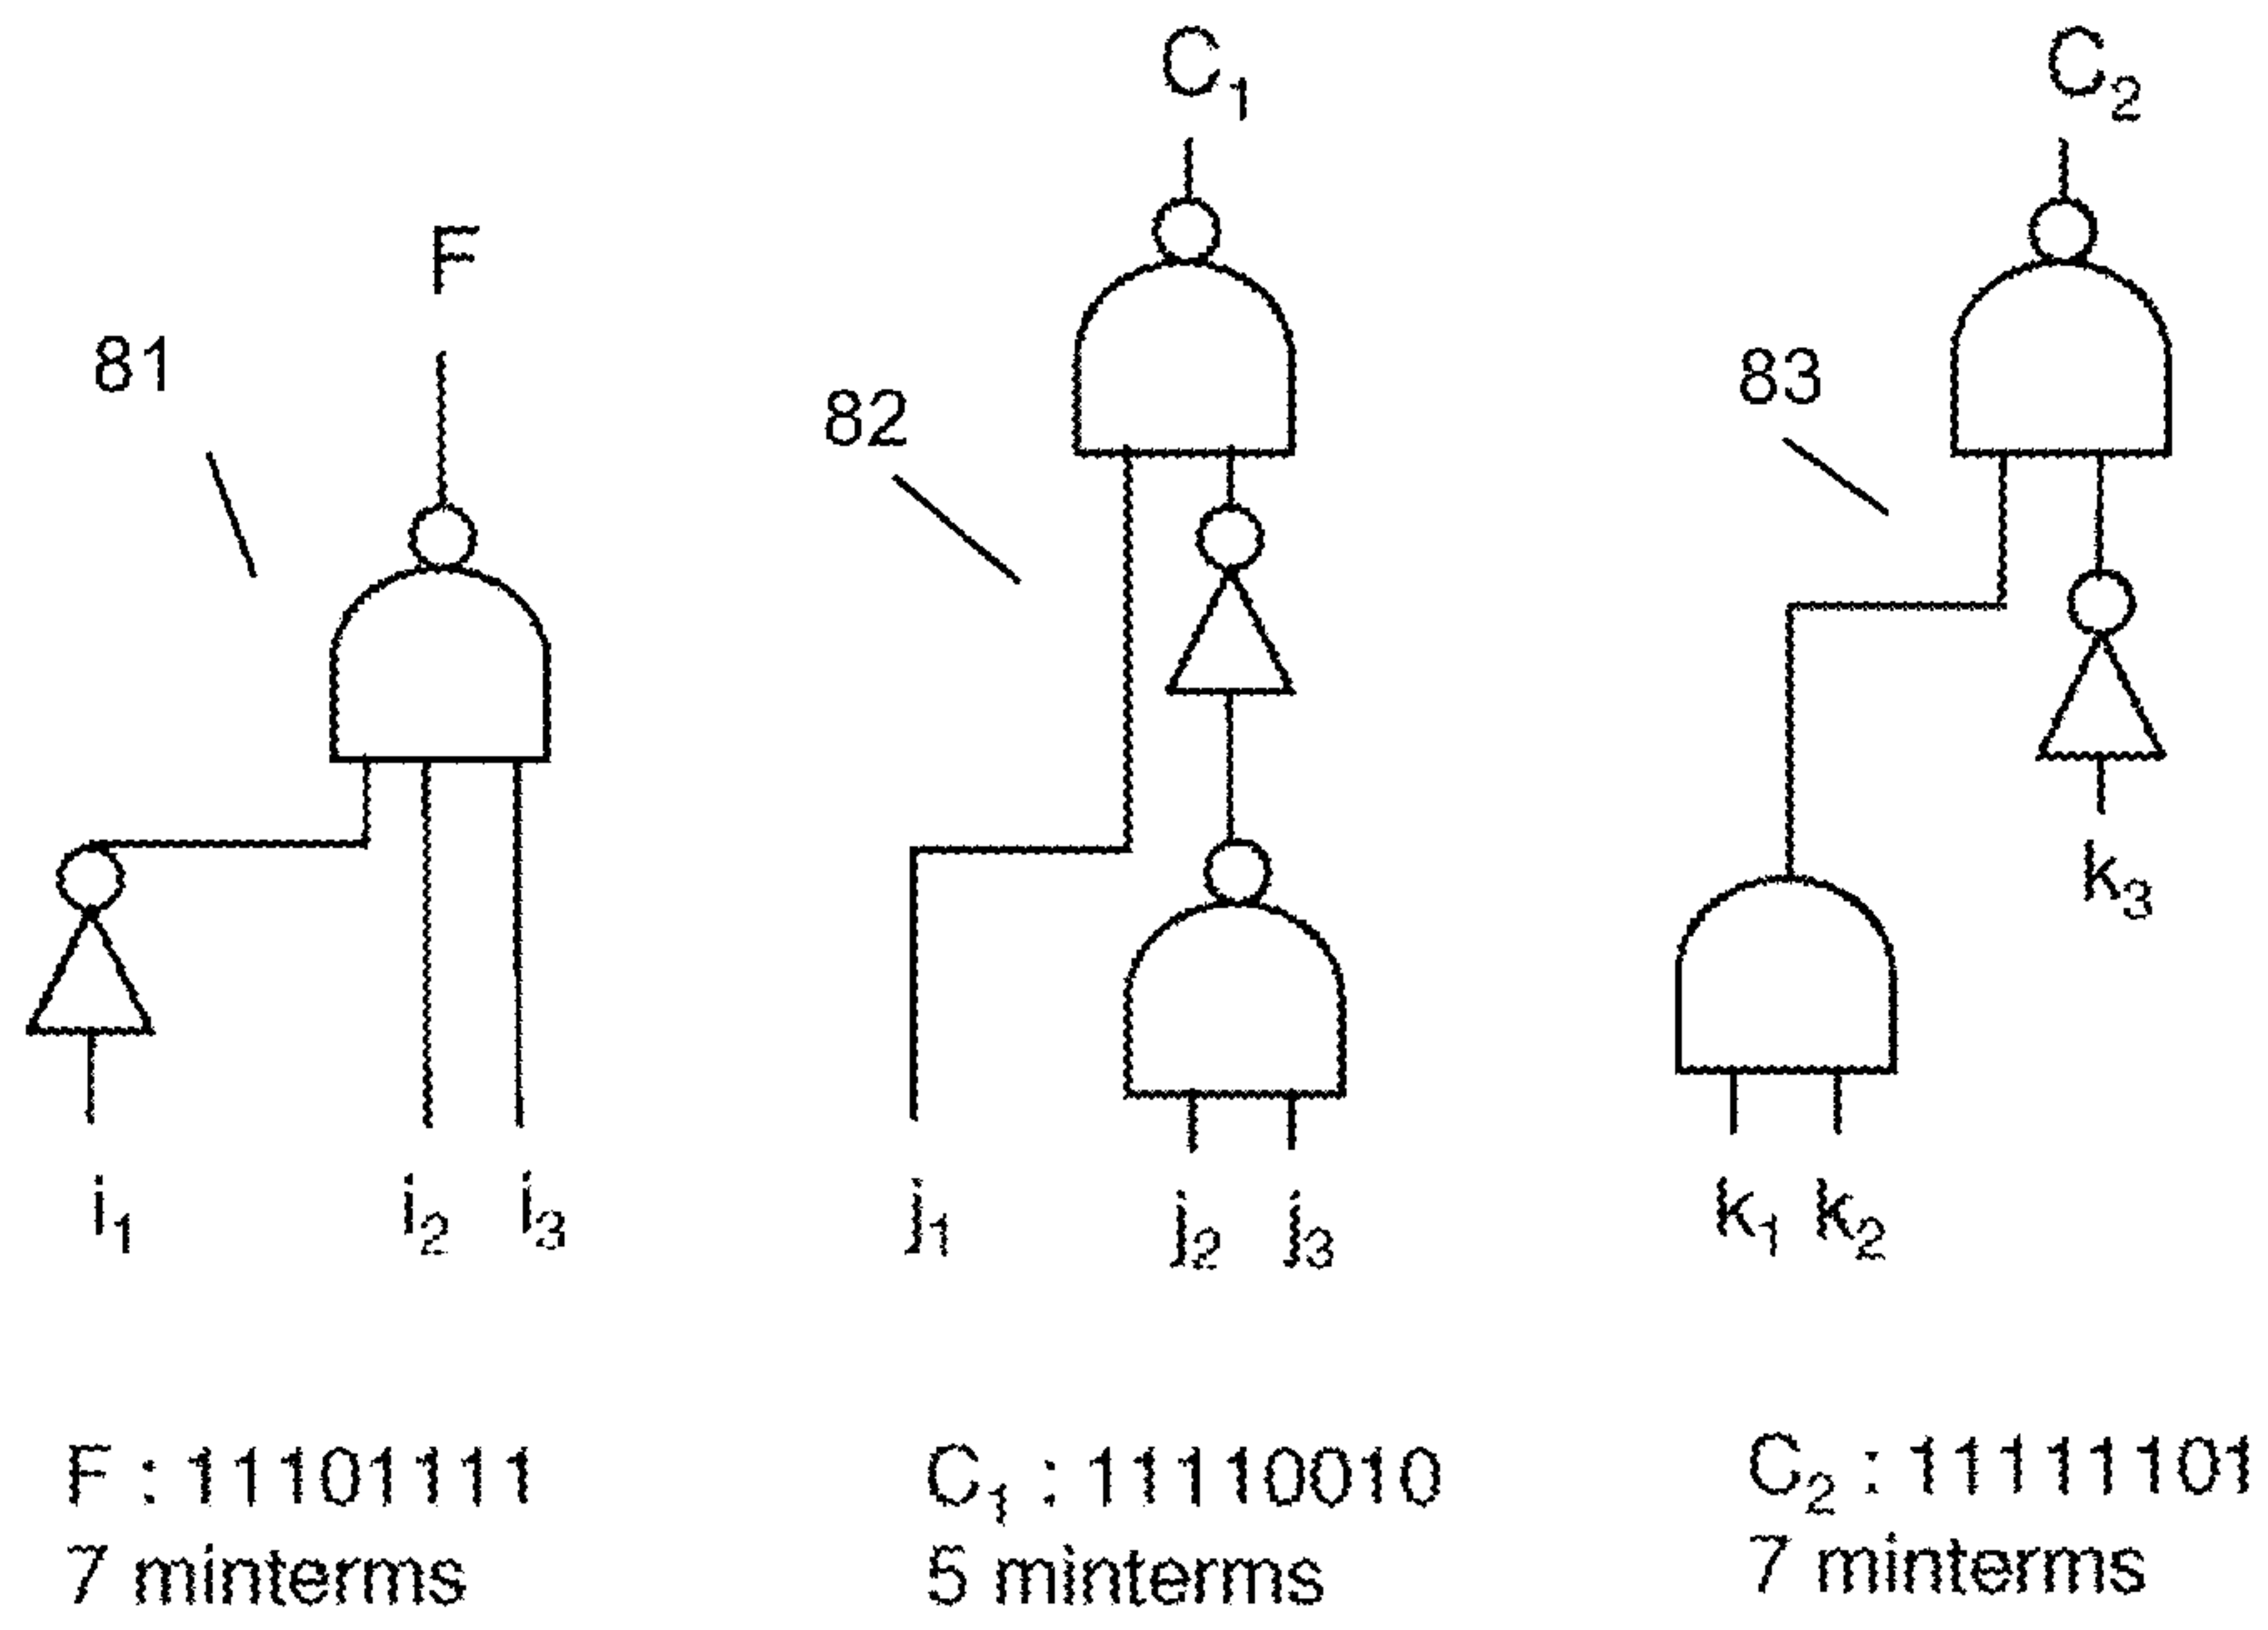 C1
C2
F
81
82
83
k3
i1
i2 i3
j1
j2 j3
k1 k2
F : 11101111
7 minterms
C1 : 11110010
5 minterms
C2 : 11111101
7 minterms